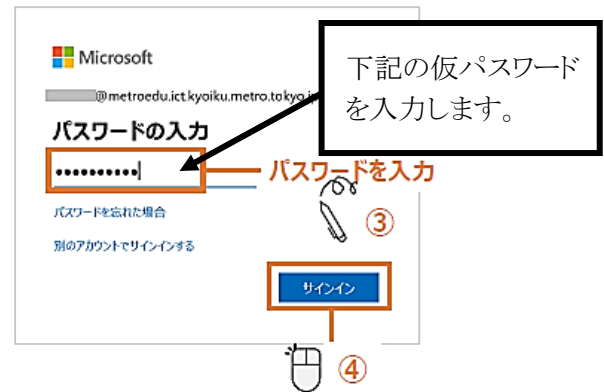 Microsoft
下記の仮パスワード
を入力します。
@metroedu.ict.kyoiku.metro.tokyo.jp
パスワードの入力
••••••••••
パスワードを入力
パスワードを忘れた場合
③
別のアカウントでサインインする
サインイン
④